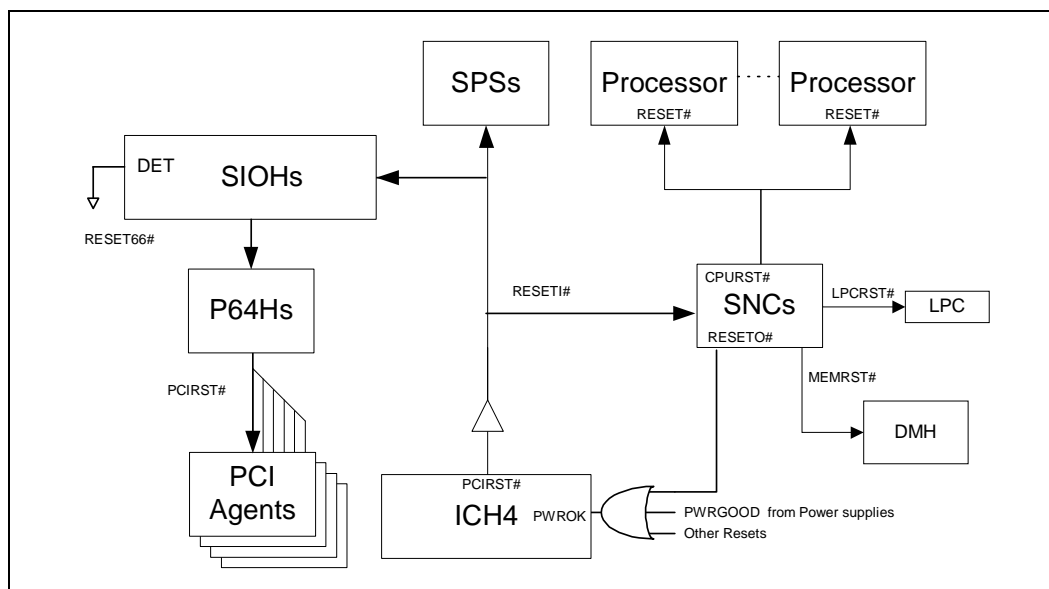 SPSs
Processor
RESET#
Processor
RESET#
DET
SIOHs
RESET66#
P64Hs
RESETI#
CPURST#
SNCs
RESETO#
LPCRST#
LPC
MEMRST#
DMH
PCIRST#
PCI
Agents
PCIRST#
ICH4
PWROK
PWRGOOD from Power supplies
Other Resets